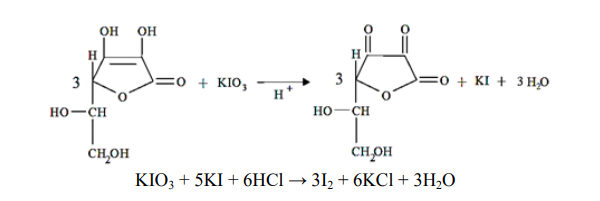 OH OH O O
H H
3 O =O + KIO₃ H⁺ 3 O =O + KI + 3 H₂O
HO—CH HO—CH
CH₂OH CH₂OH
KIO₃ + 5KI + 6HCl → 3I₂ + 6KCl + 3H₂O